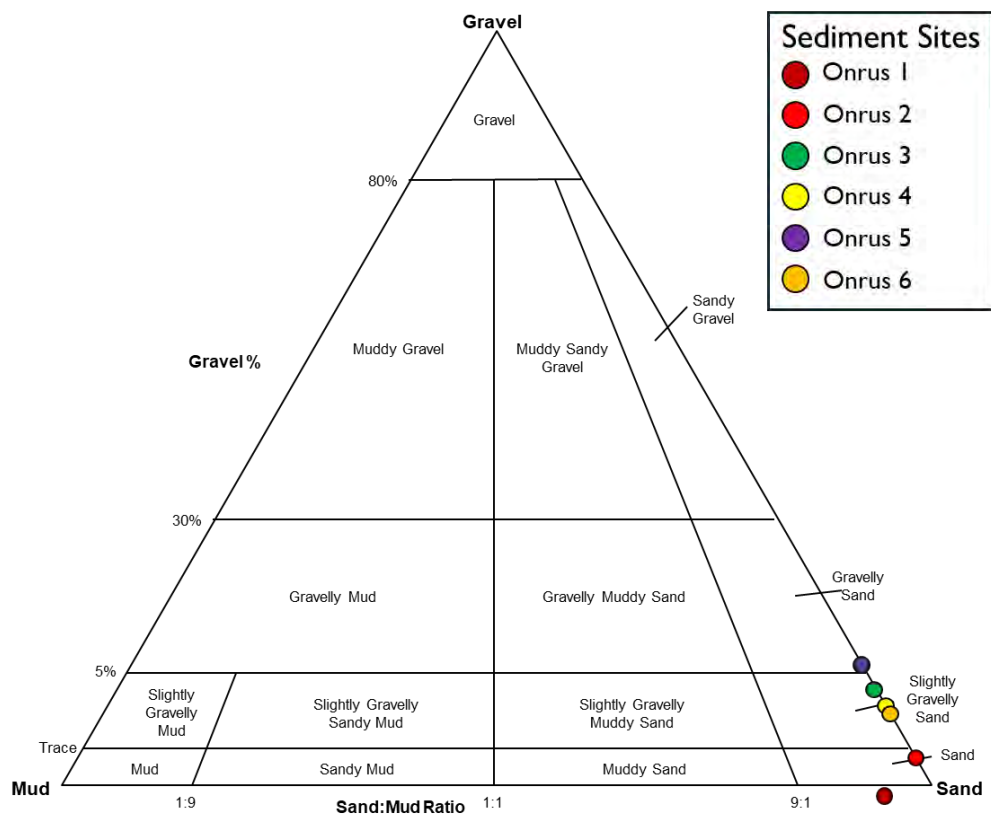 Gravel
Sediment Sites
Onrus 1
Onrus 2
Onrus 3
Onrus 4
Onrus 5
Onrus 6
Gravel
80%
Sandy
Gravel
Gravel %
Muddy Gravel
Muddy Sandy
Gravel
30%
Gravelly Mud
Gravelly Muddy Sand
Gravelly
Sand
5%
Slightly
Gravelly
Mud
Slightly Gravelly
Sandy Mud
Slightly Gravelly
Muddy Sand
Slightly
Gravelly
Sand
Trace
Mud
Sandy Mud
Muddy Sand
Sand
Mud
Sand
1:9
Sand:Mud Ratio
1:1
9:1